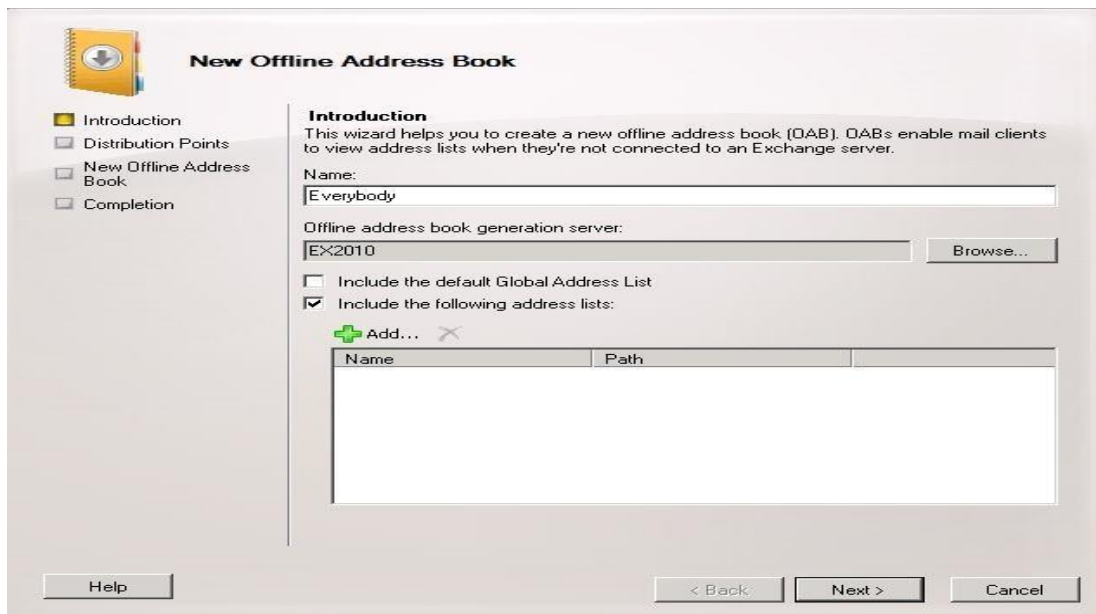 New Offline Address Book
Introduction
Distribution Points
New Offline Address
Book
Completion
Introduction
This wizard helps you to create a new offline address book (OAB). OABs enable mail clients
to view address lists when they're not connected to an Exchange server.
Name:
Everybody
Offline address book generation server:
EX2010
Browse...
Include the default Global Address List
Include the following address lists:
Add...
Name
Path
Help
< Back
Next >
Cancel